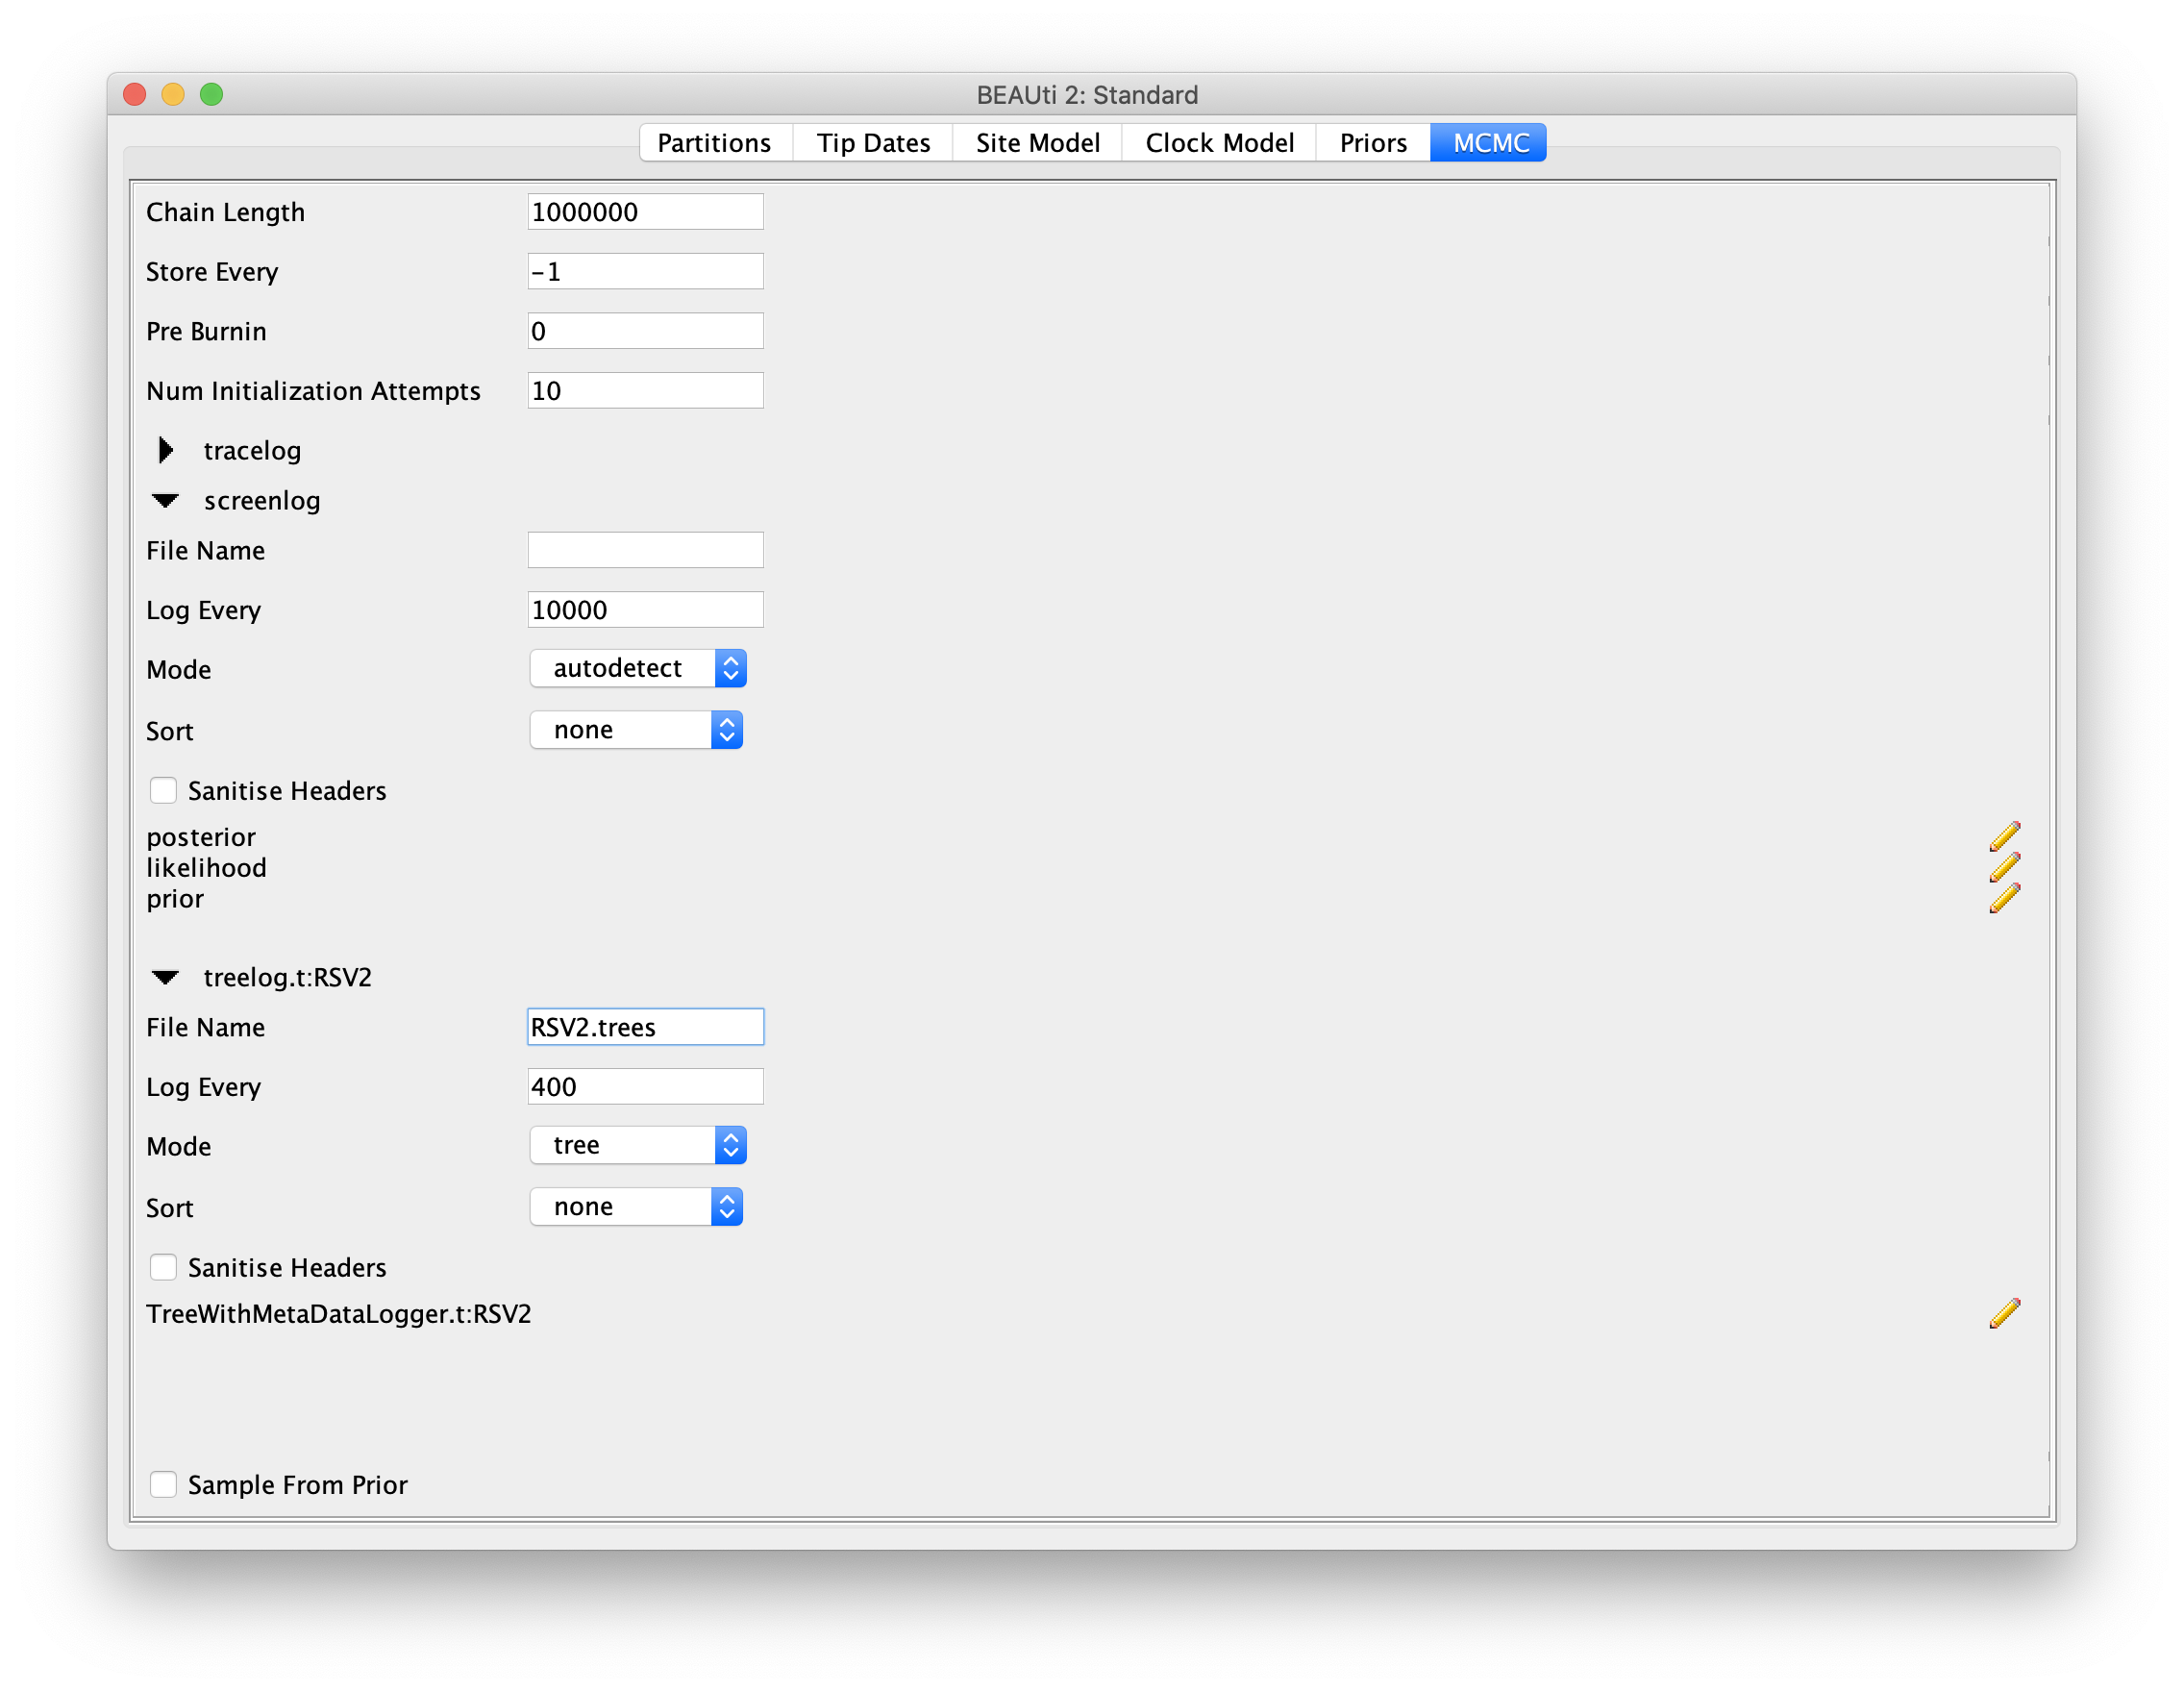 BEAUti 2: Standard
Partitions Tip Dates Site Model Clock Model Priors MCMC
Chain Length 1000000
Store Every -1
Pre Burnin 0
Num Initialization Attempts 10
tracelog
screenlog
File Name
Log Every 10000
Mode autodetect
Sort none
Sanitise Headers
posterior
likelihood
prior
treelog.t:RSV2
File Name RSV2.trees
Log Every 400
Mode tree
Sort none
Sanitise Headers
TreeWithMetaDataLogger.t:RSV2
Sample From Prior